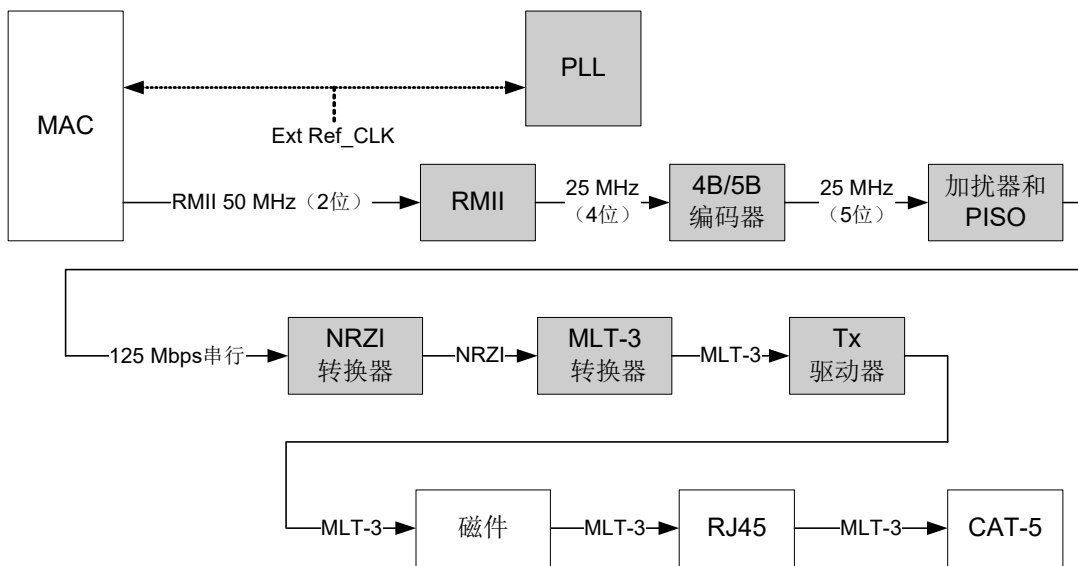 MAC
PLL
Ext Ref_CLK
RMII 50 MHz（2位）
RMII
25 MHz
（4位）
4B/5B
编码器
25 MHz
（5位）
加扰器和
PISO
125 Mbps串行
NRZI
转换器
NRZI
MLT-3
转换器
MLT-3
Tx
驱动器
MLT-3
磁件
MLT-3
RJ45
MLT-3
CAT-5